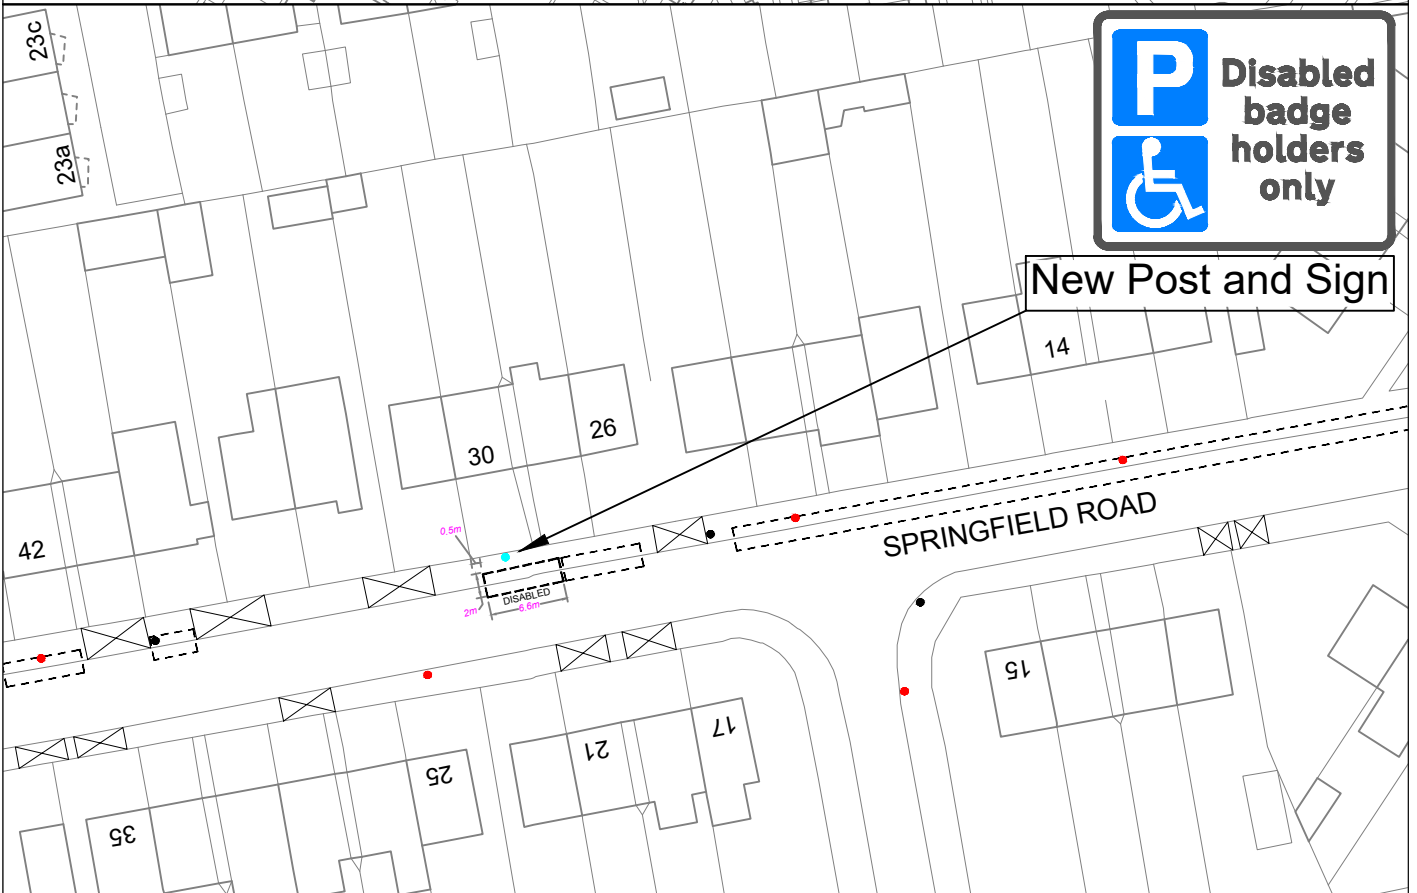 23c
23a
P
Disabled
badge
holders
only
New Post and Sign
14
26
30
42
0.5m
DISABLED
2m
6.6m
SPRINGFIELD ROAD
15
17
21
25
35